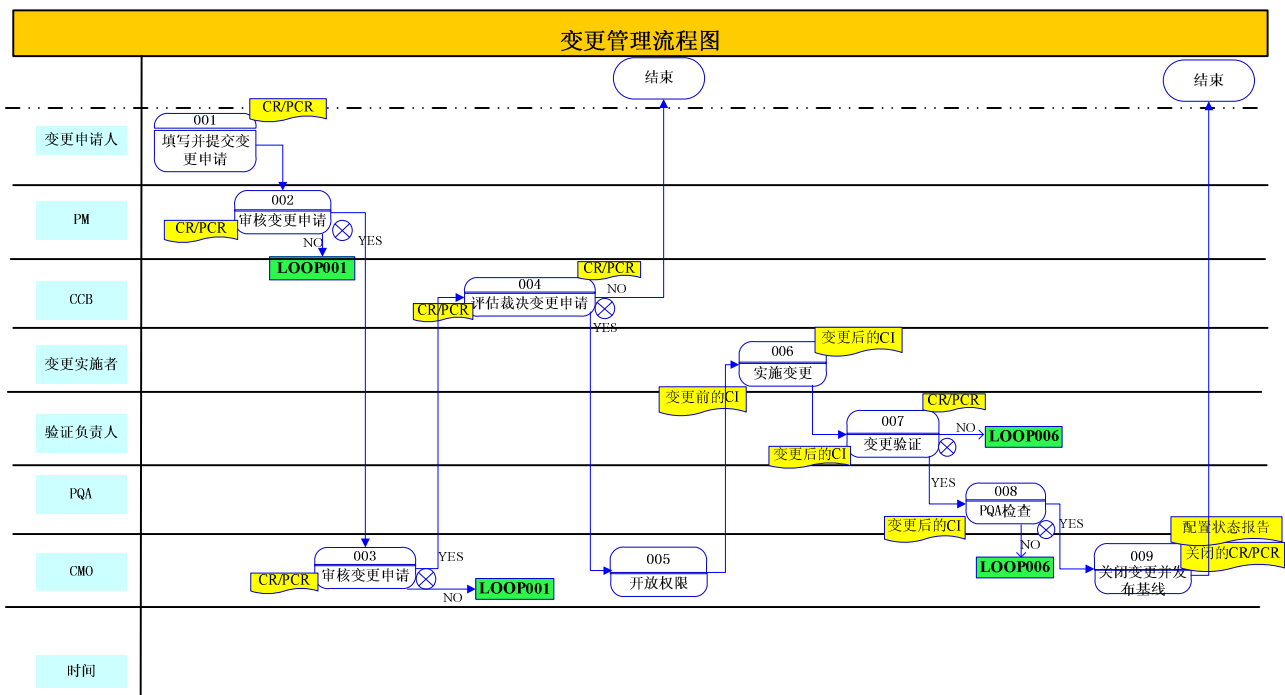 变更管理流程图
结束
结束
CR/PCR
变更申请人
001
填写并提交变
更申请
PM
002
审核变更申请
CR/PCR
NO
YES
LOOP001
CCB
CR/PCR
004
评估裁决变更申请
CR/PCR
NO
YES
变更实施者
006
实施变更
变更后的CI
变更前的CI
验证负责人
CR/PCR
007
变更验证
变更后的CI
NO
LOOP006
YES
PQA
008
PQA检查
变更后的CI
YES
NO
LOOP006
CMO
003
审核变更申请
CR/PCR
YES
NO
LOOP001
005
开放权限
配置状态报告
关闭的CR/PCR
009
关闭变更并发
布基线
时间